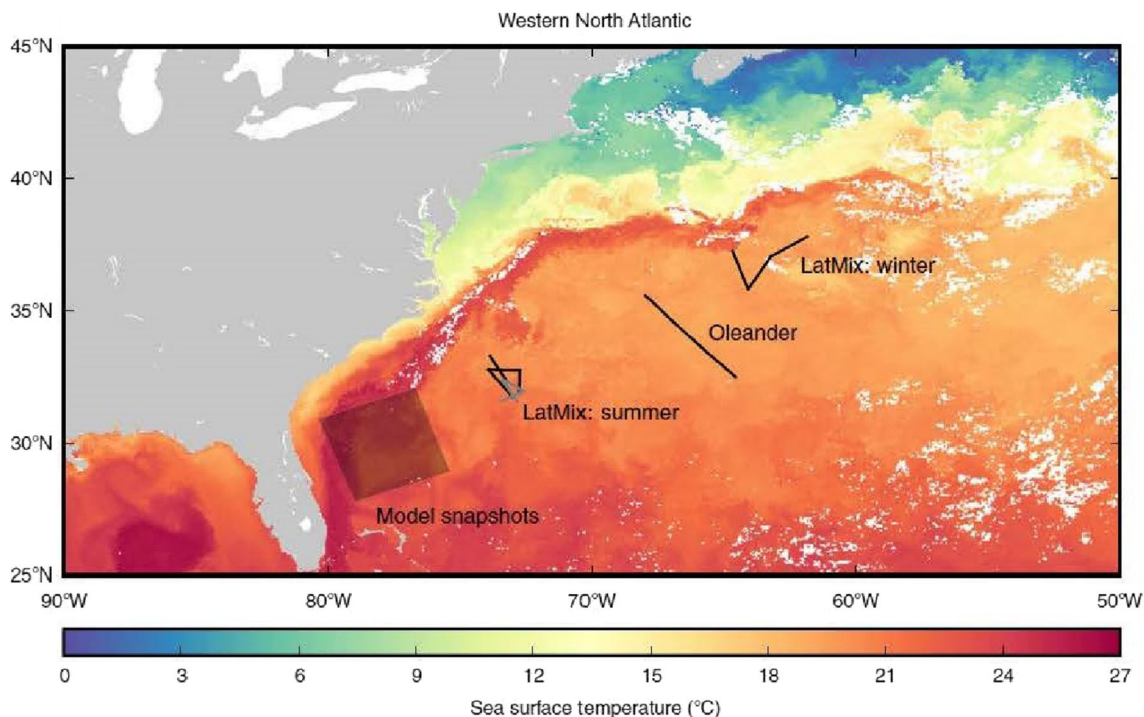 Western North Atlantic
45°N
40°N
35°N
30°N
25°N
LatMix: winter
Oleander
LatMix: summer
Model snapshots
90°W 80°W 70°W 60°W 50°W
0 3 6 9 12 15 18 21 24 27
Sea surface temperature (°C)